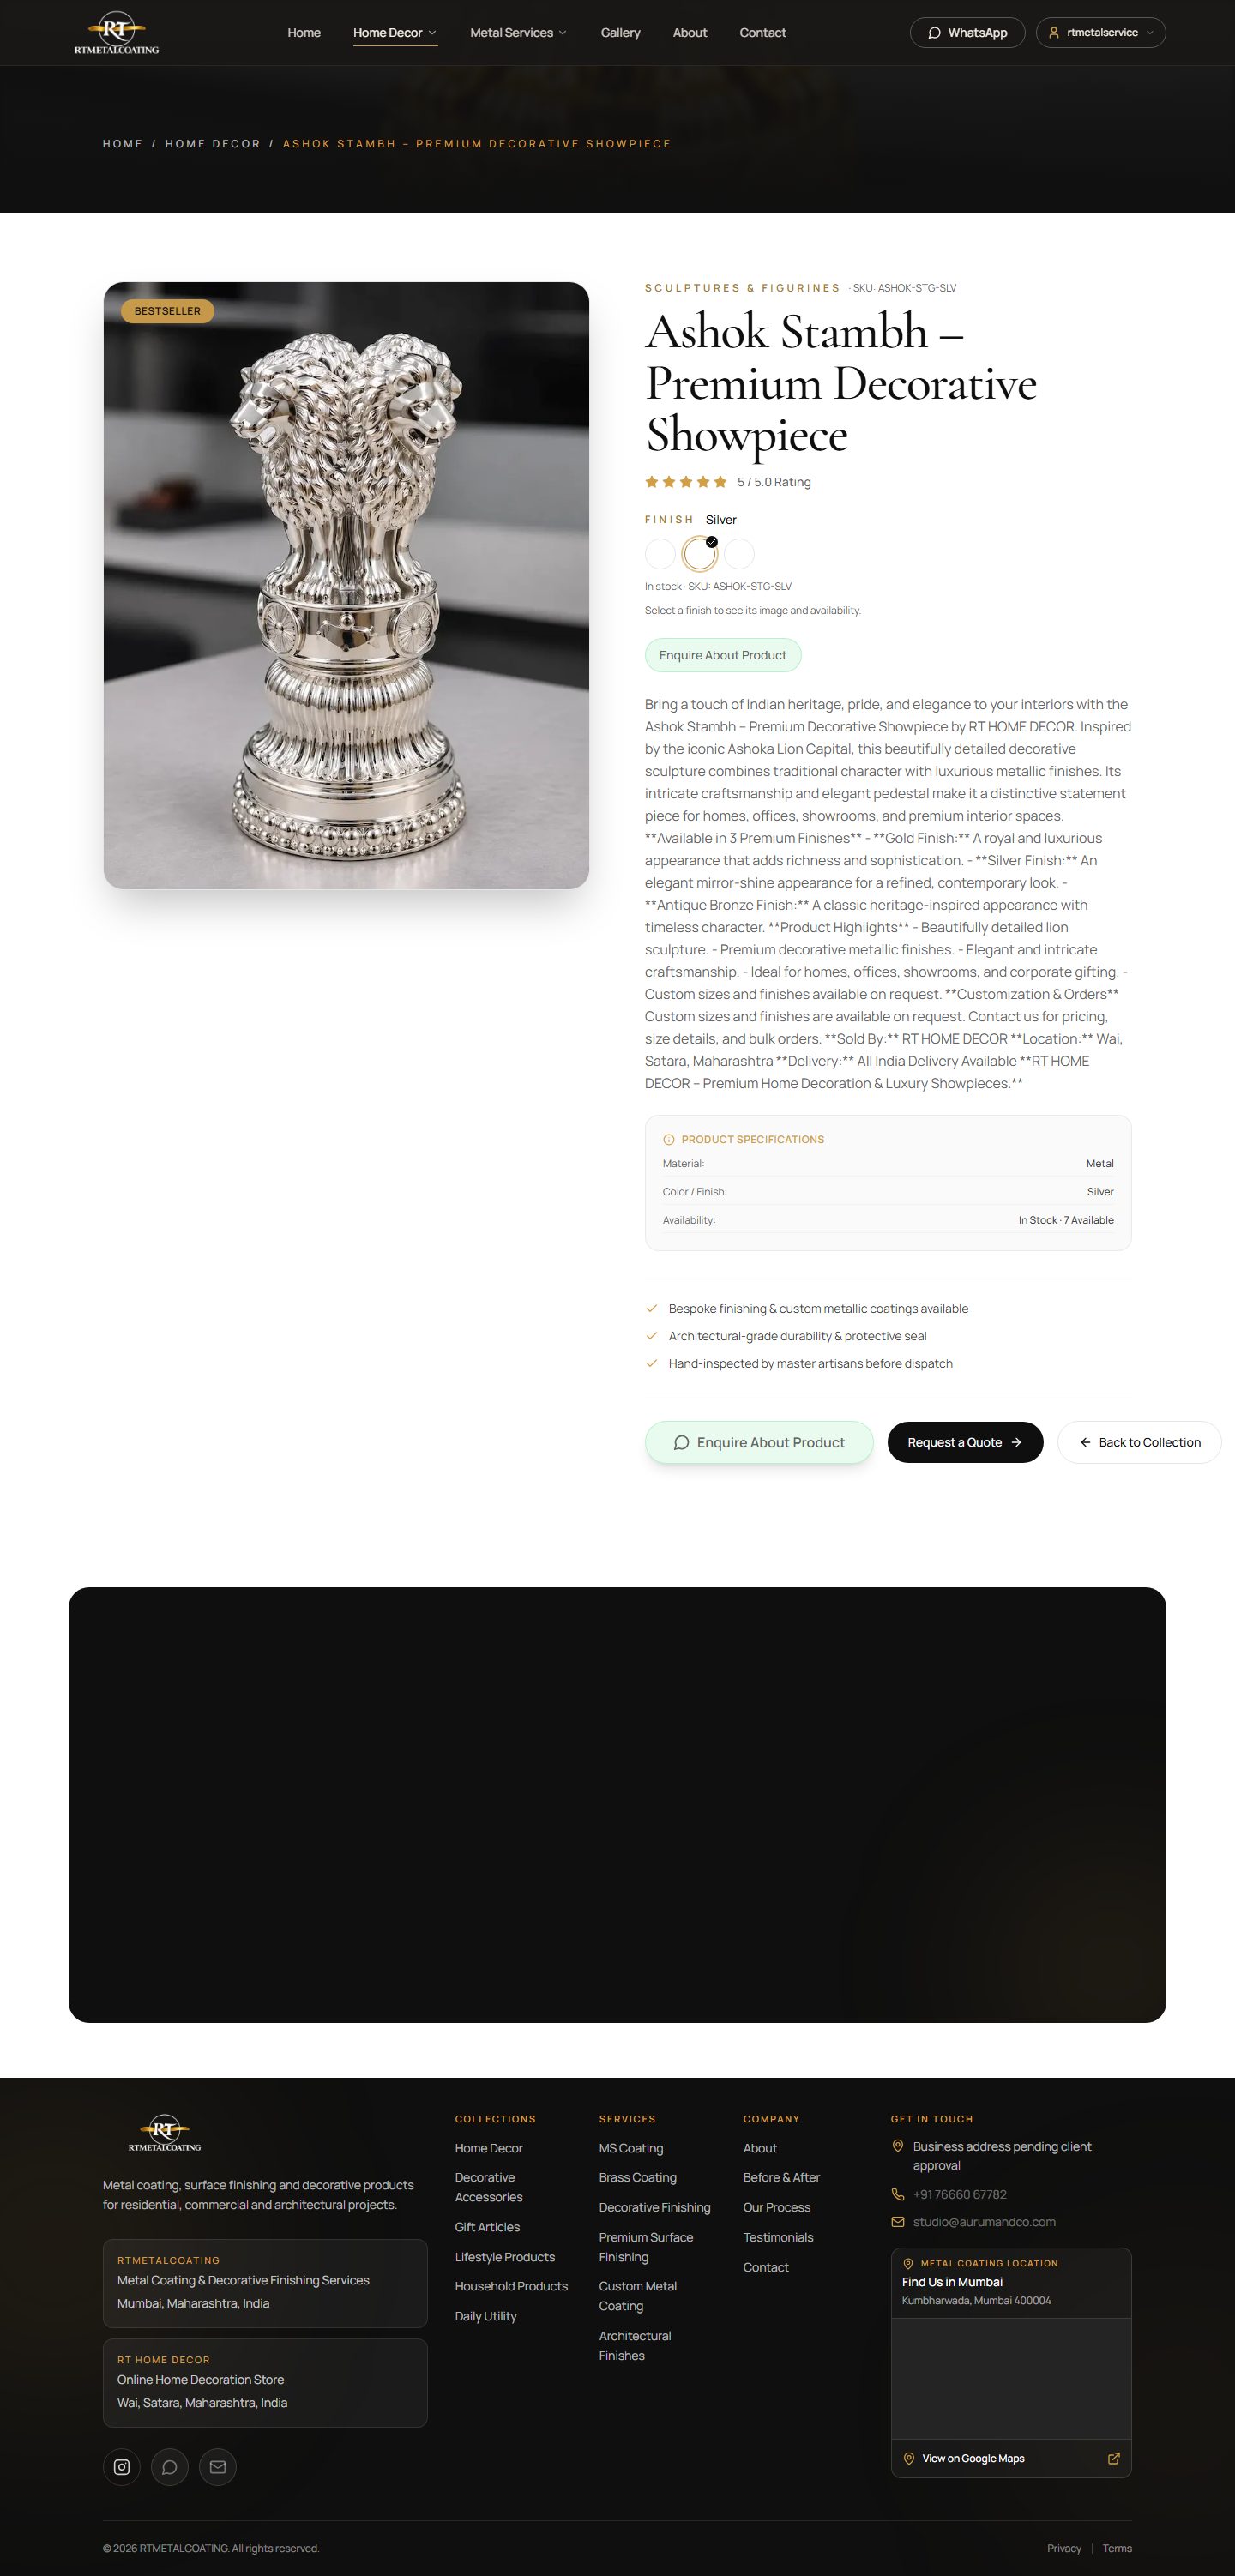 RT
RTMETALCOATING
Home
Home Decor
Metal Services
Gallery
About
Contact
WhatsApp
rtmetalservice
HOME / HOME DECOR / ASHOK STAMBH – PREMIUM DECORATIVE SHOWPIECE
BESTSELLER
SCULPTURES & FIGURINES · SKU: ASHOK-STG-SLV
Ashok Stambh –
Premium Decorative
Showpiece
5 / 5.0 Rating
FINISH Silver
In stock · SKU: ASHOK-STG-SLV
Select a finish to see its image and availability.
Enquire About Product
Bring a touch of Indian heritage, pride, and elegance to your interiors with the
Ashok Stambh – Premium Decorative Showpiece by RT HOME DECOR. Inspired
by the iconic Ashoka Lion Capital, this beautifully detailed decorative
sculpture combines traditional character with luxurious metallic finishes. Its
intricate craftsmanship and elegant pedestal make it a distinctive statement
piece for homes, offices, showrooms, and premium interior spaces.
**Available in 3 Premium Finishes** - **Gold Finish:** A royal and luxurious
appearance that adds richness and sophistication. - **Silver Finish:** An
elegant mirror-shine appearance for a refined, contemporary look. -
**Antique Bronze Finish:** A classic heritage-inspired appearance with
timeless character. **Product Highlights** - Beautifully detailed lion
sculpture. - Premium decorative metallic finishes. - Elegant and intricate
craftsmanship. - Ideal for homes, offices, showrooms, and corporate gifting. -
Custom sizes and finishes available on request. **Customization & Orders**
Custom sizes and finishes are available on request. Contact us for pricing,
size details, and bulk orders. **Sold By:** RT HOME DECOR **Location:** Wai,
Satara, Maharashtra **Delivery:** All India Delivery Available **RT HOME
DECOR – Premium Home Decoration & Luxury Showpieces.**
PRODUCT SPECIFICATIONS
Material: Metal
Color / Finish: Silver
Availability: In Stock · 7 Available
Bespoke finishing & custom metallic coatings available
Architectural-grade durability & protective seal
Hand-inspected by master artisans before dispatch
Enquire About Product
Request a Quote
Back to Collection
RT
RTMETALCOATING
Metal coating, surface finishing and decorative products
for residential, commercial and architectural projects.
RTMETALCOATING
Metal Coating & Decorative Finishing Services
Mumbai, Maharashtra, India
RT HOME DECOR
Online Home Decoration Store
Wai, Satara, Maharashtra, India
COLLECTIONS
Home Decor
Decorative
Accessories
Gift Articles
Lifestyle Products
Household Products
Daily Utility
SERVICES
MS Coating
Brass Coating
Decorative Finishing
Premium Surface
Finishing
Custom Metal
Coating
Architectural
Finishes
COMPANY
About
Before & After
Our Process
Testimonials
Contact
GET IN TOUCH
Business address pending client
approval
+91 76660 67782
studio@aurumandco.com
METAL COATING LOCATION
Find Us in Mumbai
Kumbharwada, Mumbai 400004
View on Google Maps
© 2026 RTMETALCOATING. All rights reserved.
Privacy | Terms